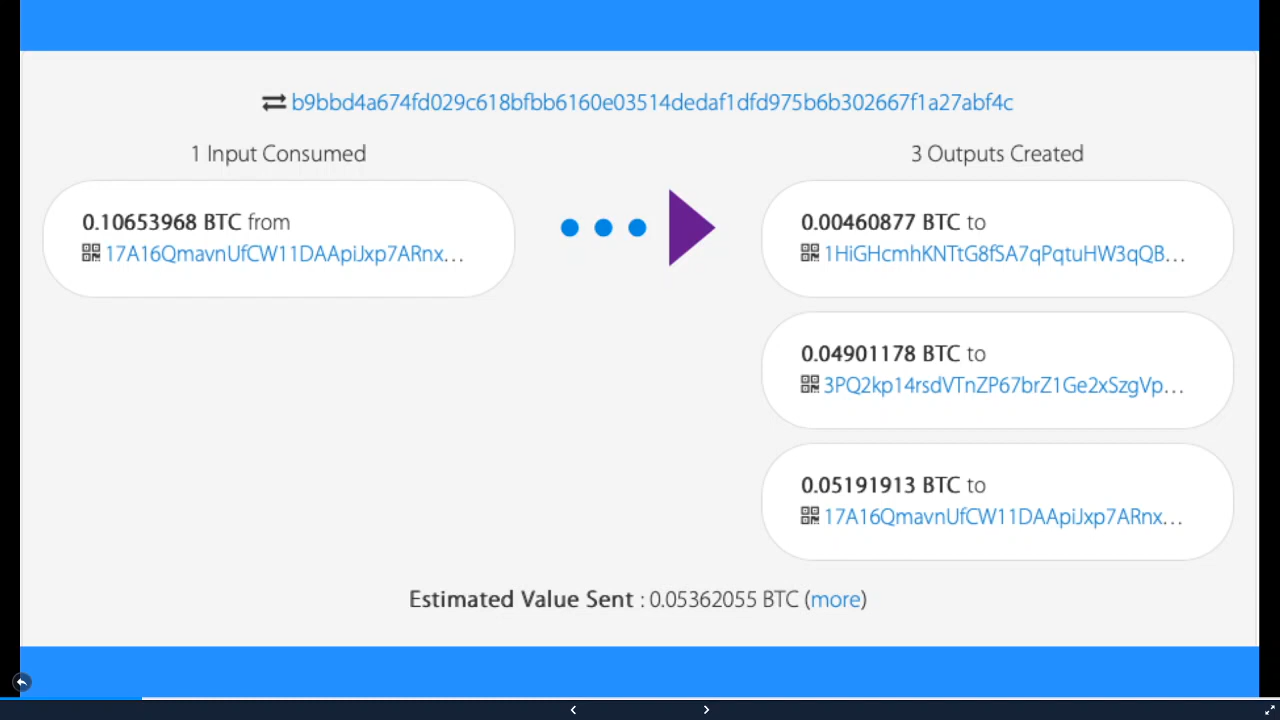 b9bbd4a674fd029c618bfbb6160e03514dedaf1dfd975b6b302667f1a27abf4c
1 Input Consumed
0.10653968 BTC from
17A16QmavnUfCW11DAApiJxp7ARnx...
3 Outputs Created
0.00460877 BTC to
1HiGHcmhKNTtG8fSA7qPqtuHW3qQB...
0.04901178 BTC to
3PQ2kp14rsdVTnZP67brZ1Ge2xSzgVp...
0.05191913 BTC to
17A16QmavnUfCW11DAApiJxp7ARnx...
Estimated Value Sent : 0.05362055 BTC (more)